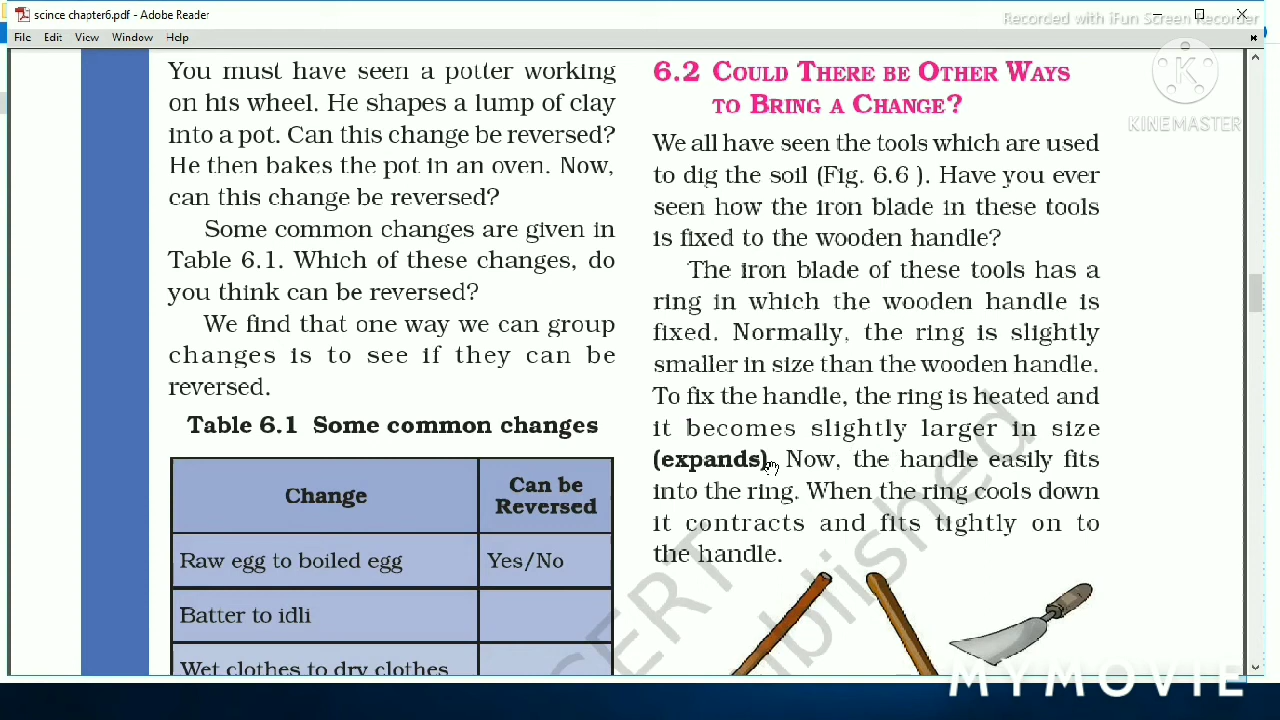 scince chapter6.pdf - Adobe Reader
Recorded with iFun Screen Recorder
File Edit View Window Help
K
KINEMASTER
You must have seen a potter working
on his wheel. He shapes a lump of clay
into a pot. Can this change be reversed?
He then bakes the pot in an oven. Now,
can this change be reversed?
Some common changes are given in
Table 6.1. Which of these changes, do
you think can be reversed?
We find that one way we can group
changes is to see if they can be
reversed.
Table 6.1 Some common changes
Change
Can be
Reversed
Raw egg to boiled egg Yes/No
Batter to idli
Wet clothes to dry clothes
6.2 COULD THERE BE OTHER WAYS
TO BRING A CHANGE?
We all have seen the tools which are used
to dig the soil (Fig. 6.6 ). Have you ever
seen how the iron blade in these tools
is fixed to the wooden handle?
The iron blade of these tools has a
ring in which the wooden handle is
fixed. Normally, the ring is slightly
smaller in size than the wooden handle.
To fix the handle, the ring is heated and
it becomes slightly larger in size
(expands). Now, the handle easily fits
into the ring. When the ring cools down
it contracts and fits tightly on to
the handle.
MYMOVIE